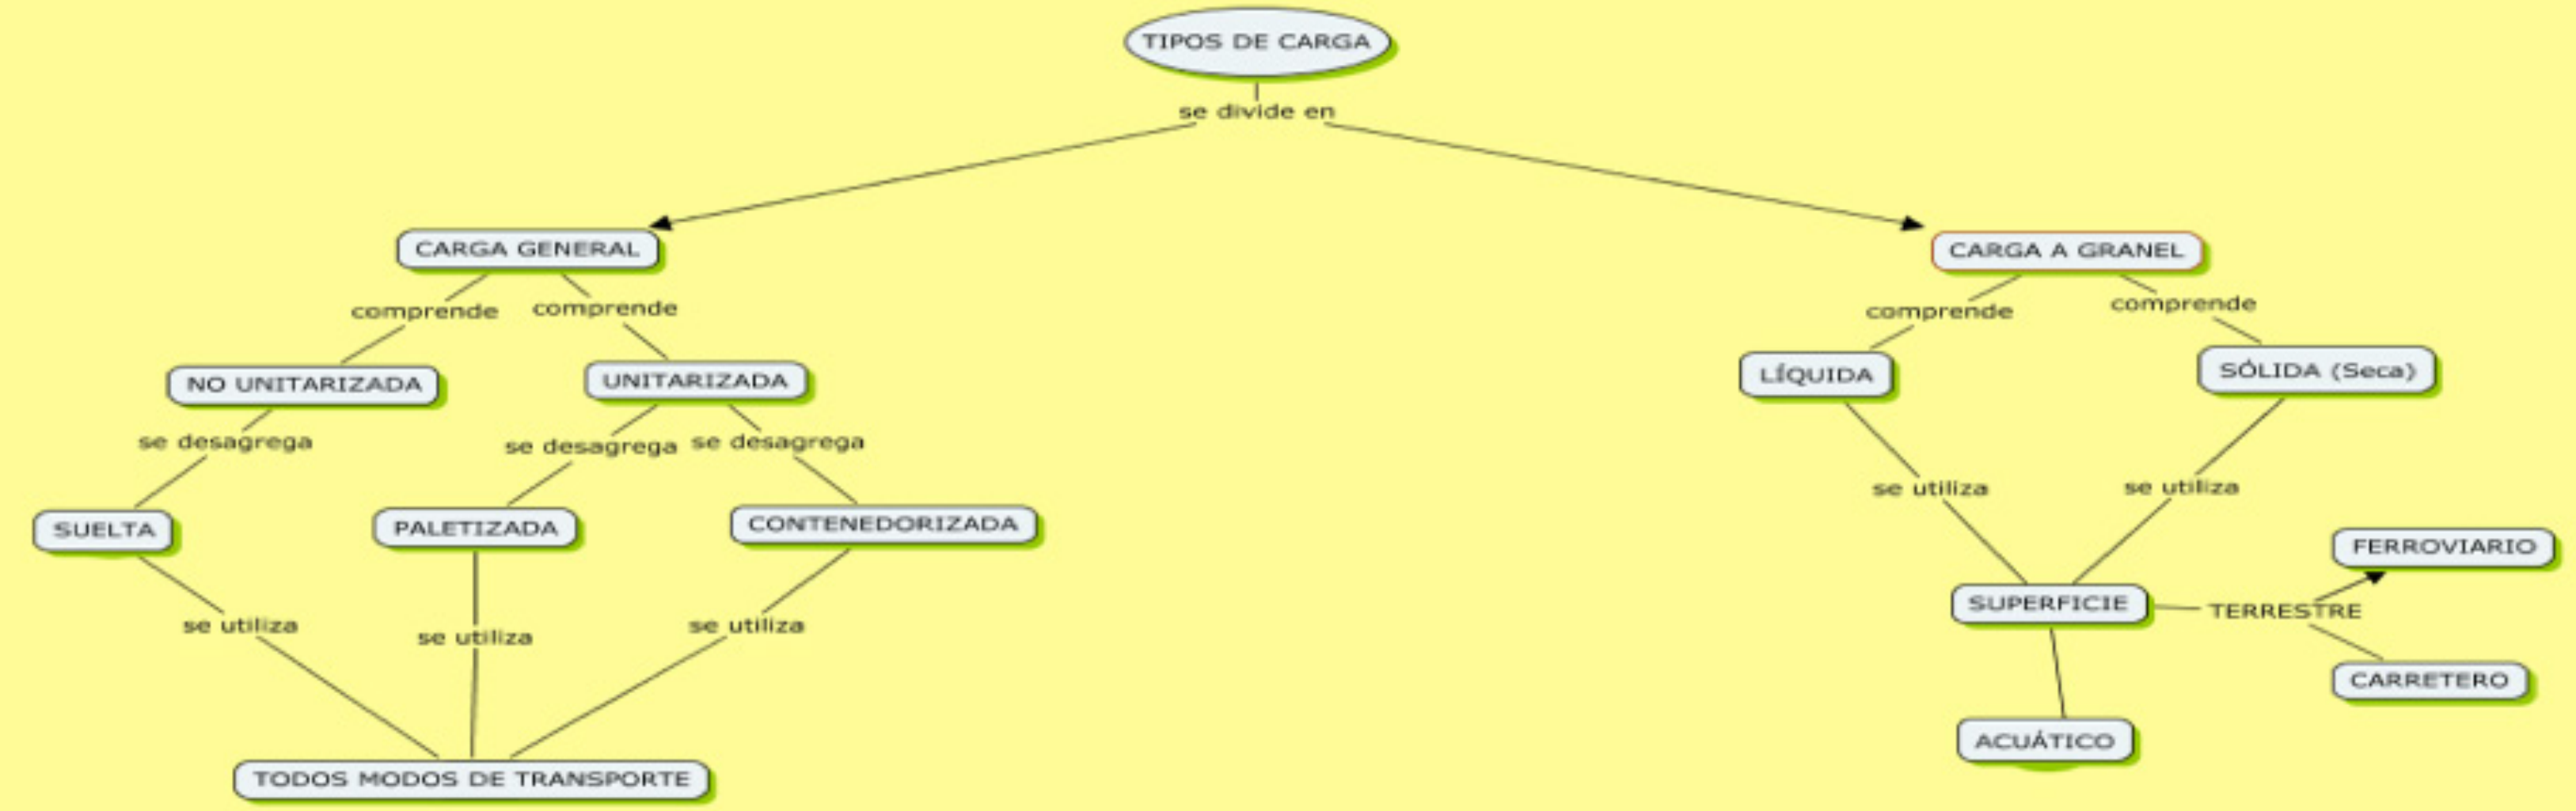 TIPOS DE CARGA
se divide en
CARGA GENERAL
CARGA A GRANEL
comprende
comprende
comprende
comprende
NO UNITARIZADA
UNITARIZADA
LÍQUIDA
SÓLIDA (Seca)
se desagrega
se desagrega
se desagrega
SUELTA
PALETIZADA
CONTENEDORIZADA
se utiliza
se utiliza
FERROVIARIO
SUPERFICIE
TERRESTRE
se utiliza
se utiliza
se utiliza
CARRETERO
ACUÁTICO
TODOS MODOS DE TRANSPORTE